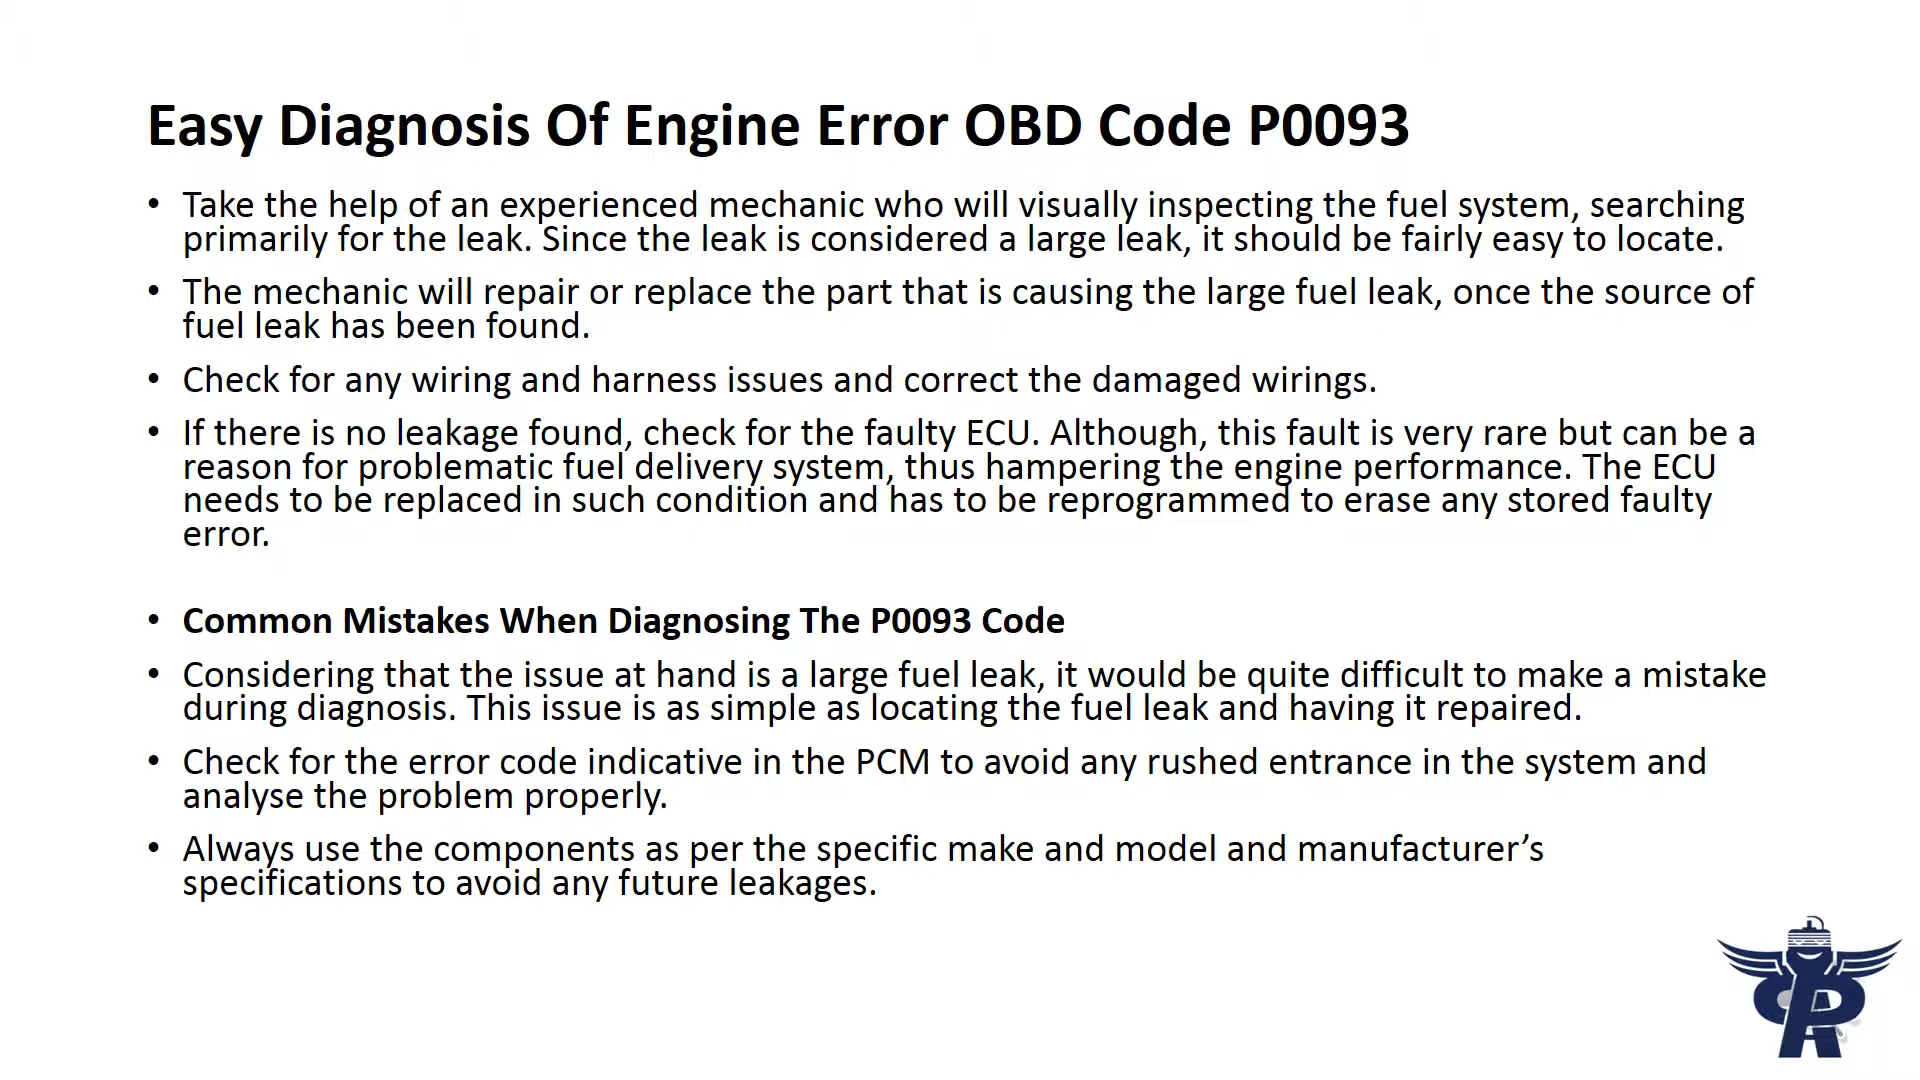 Easy Diagnosis Of Engine Error OBD Code P0093
• Take the help of an experienced mechanic who will visually inspecting the fuel system, searching
primarily for the leak. Since the leak is considered a large leak, it should be fairly easy to locate.
• The mechanic will repair or replace the part that is causing the large fuel leak, once the source of
fuel leak has been found.
• Check for any wiring and harness issues and correct the damaged wirings.
• If there is no leakage found, check for the faulty ECU. Although, this fault is very rare but can be a
reason for problematic fuel delivery system, thus hampering the engine performance. The ECU
needs to be replaced in such condition and has to be reprogrammed to erase any stored faulty
error.
• Common Mistakes When Diagnosing The P0093 Code
• Considering that the issue at hand is a large fuel leak, it would be quite difficult to make a mistake
during diagnosis. This issue is as simple as locating the fuel leak and having it repaired.
• Check for the error code indicative in the PCM to avoid any rushed entrance in the system and
analyse the problem properly.
• Always use the components as per the specific make and model and manufacturer’s
specifications to avoid any future leakages.